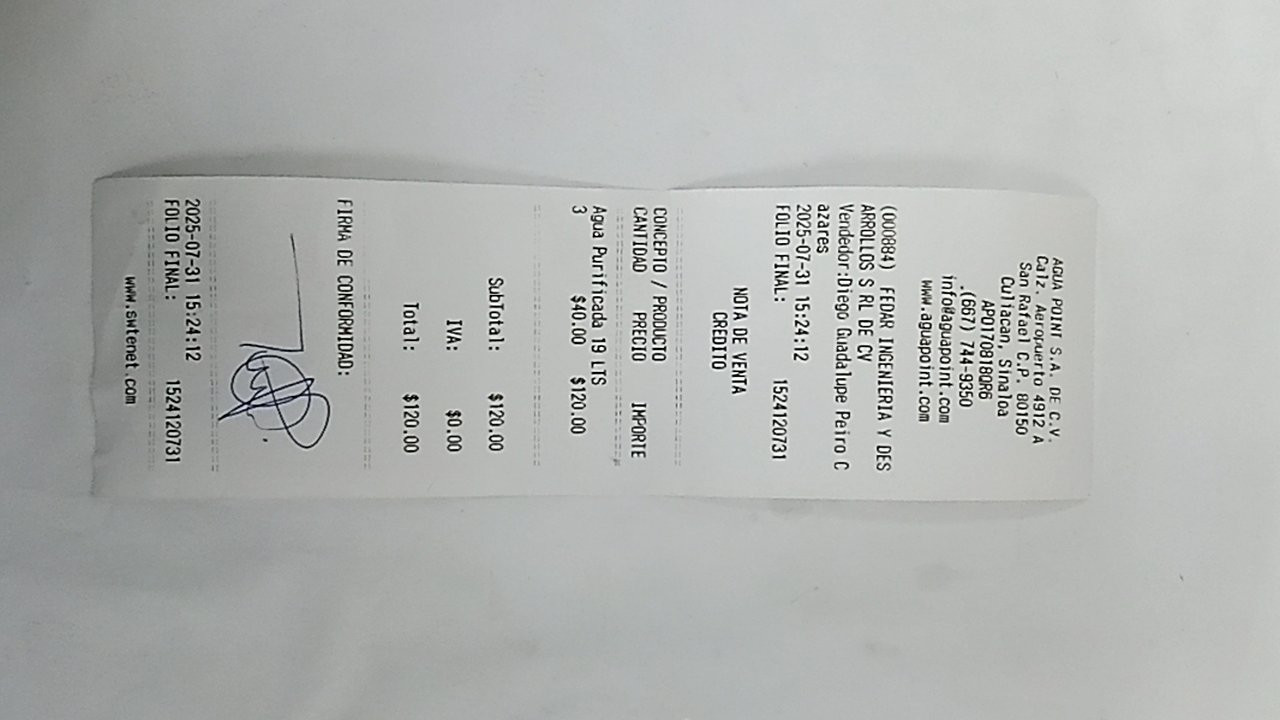 AGUA POINT S.A. DE C.V.
Calz. Aeropuerto 4912 A
San Rafael C.P. 80150
Culiacan, Sinaloa
APO170818QR6
.(667) 744-9350
info@aguapoint.com
www.aguapoint.com
(000884) FEDAR INGENIERIA Y DES
ARROLLOS S RL DE CV
Vendedor:Diego Guadalupe Peiro C
azares
2025-07-31 15:24:12
FOLIO FINAL: 1524120731
NOTA DE VENTA
CREDITO
CONCEPTO / PRODUCTO
CANTIDAD PRECIO IMPORTE
Agua Purificada 19 LTS
3 $40.00 $120.00
SubTotal: $120.00
IVA: $0.00
Total: $120.00
FIRMA DE CONFORMIDAD:
2025-07-31 15:24:12
FOLIO FINAL: 1524120731
www.swtenet.com